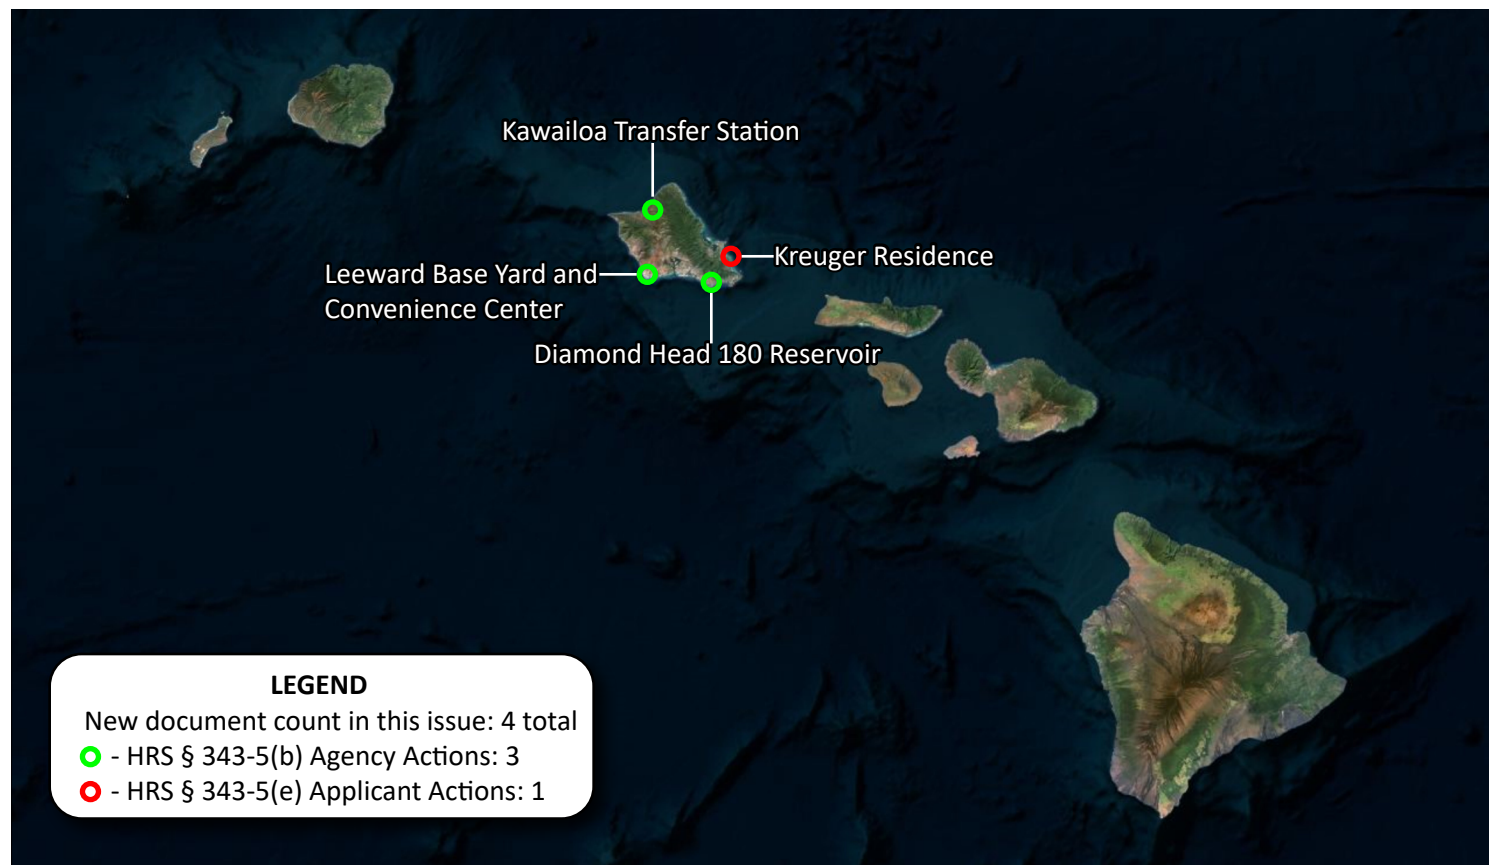 Kawailoa Transfer Station
Kreuger Residence
Leeward Base Yard and
Convenience Center
Diamond Head 180 Reservoir
LEGEND
New document count in this issue: 4 total
- HRS § 343-5(b) Agency Actions: 3
- HRS § 343-5(e) Applicant Actions: 1